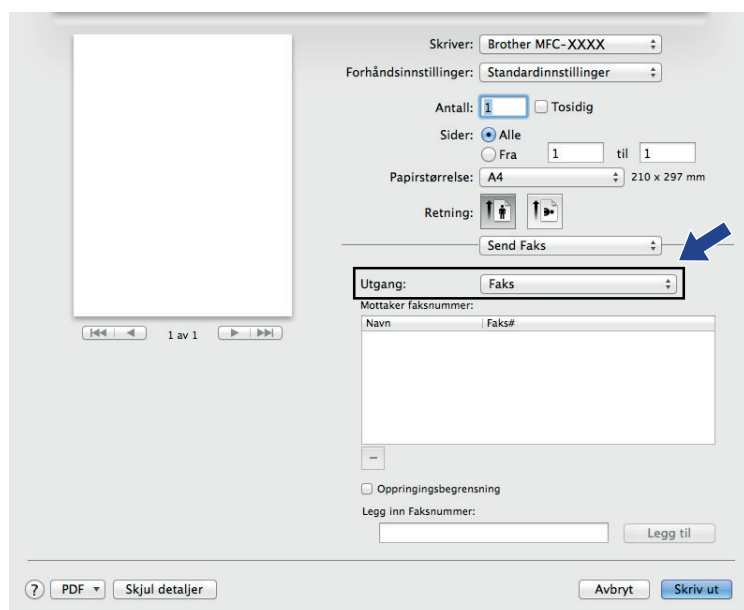 Skriver: Brother MFC-XXXX
Forhåndsinnstillinger: Standardinnstillinger
Antall: 1 Tosidig
Sider: Alle
Fra 1 til 1
Papirstørrelse: A4 210 x 297 mm
Retning:
Send Faks
Utgang: Faks
Mottaker faksnummer:
Navn Faks#
1 av 1
Oppringingsbegrensning
Legg inn Faksnummer:
Legg til
? PDF Skjul detaljer Avbryt Skriv ut